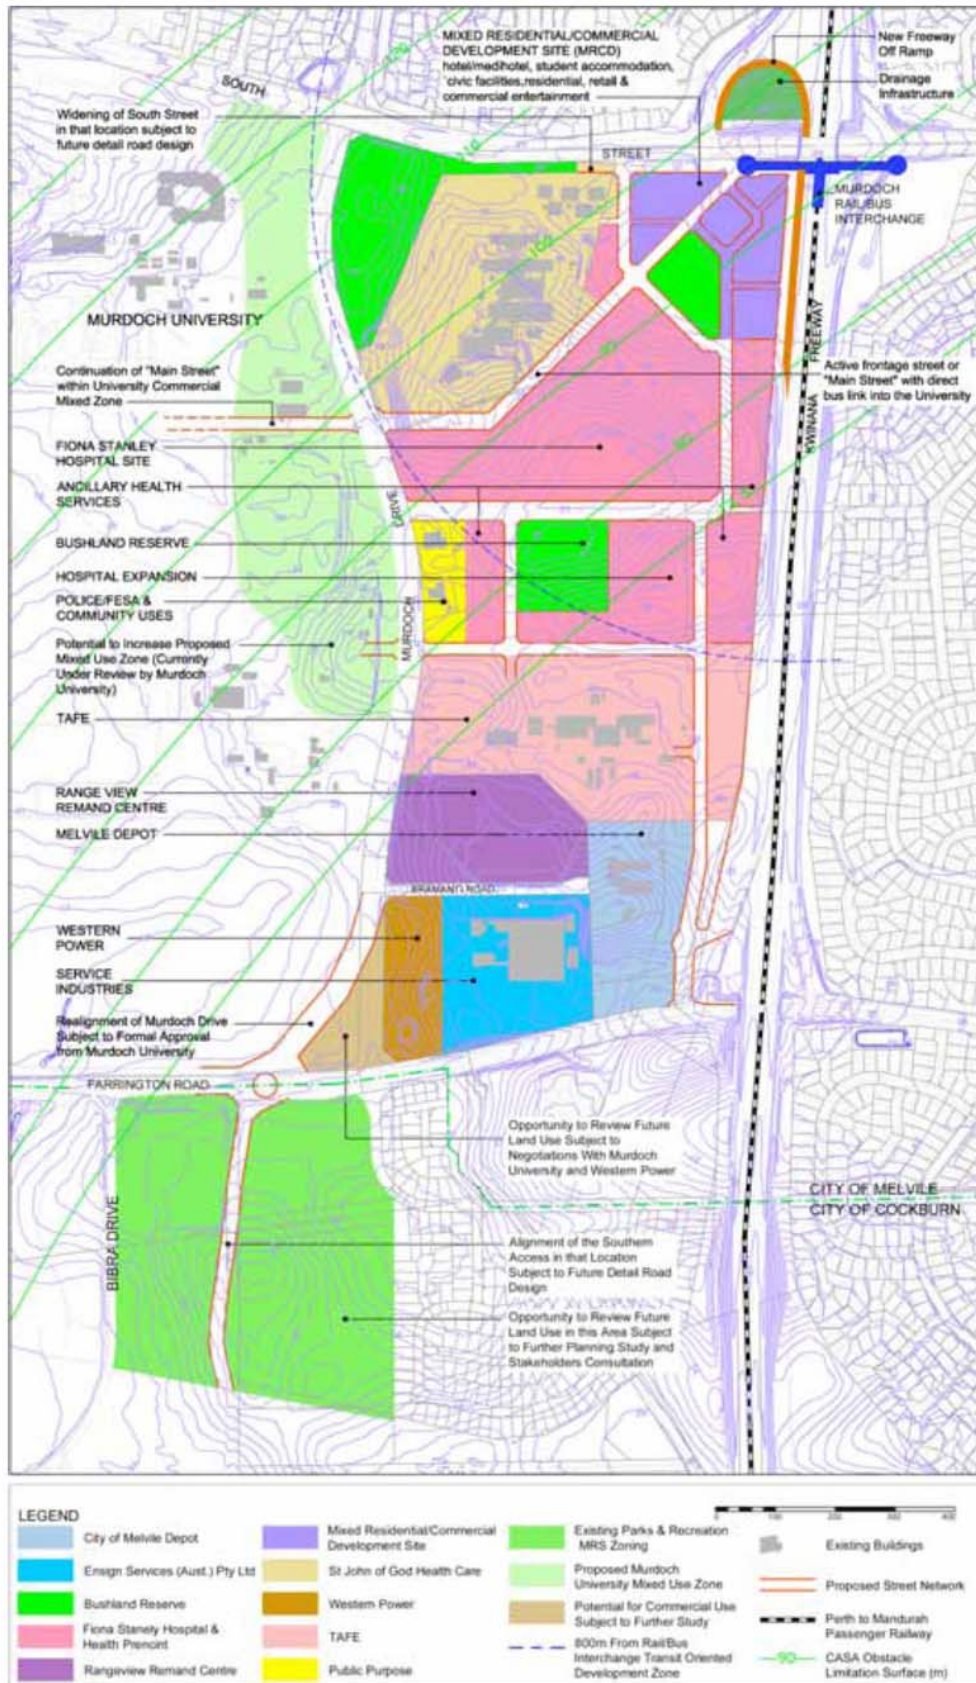 MIXED RESIDENTIAL/COMMERCIAL
DEVELOPMENT SITE (MRCD)
hotel/medihotel, student accommodation,
civic facilities,residential, retail &
commercial entertainment
New Freeway
Off Ramp
Drainage
Infrastructure
120
SOUTH
Widening of South Street
in that location subject to
future detail road design
110
STREET
MURDOCH
RAIL/BUS
INTERCHANGE
100
MURDOCH UNIVERSITY
90
FREEWAY
Continuation of "Main Street"
within University Commercial
Mixed Zone
Active frontage street or
"Main Street" with direct
bus link into the University
KWINANA
FIONA STANLEY
HOSPITAL SITE
80
ANCILLARY HEALTH
SERVICES
DRIVE
BUSHLAND RESERVE
HOSPITAL EXPANSION
POLICE/FESA &
COMMUNITY USES
MURDOCH
Potential to Increase Proposed
Mixed Use Zone (Currently
Under Review by Murdoch
University)
TAFE
RANGE VIEW
REMAND CENTRE
MELVILE DEPOT
BRAMANTI ROAD
WESTERN
POWER
SERVICE
INDUSTRIES
Realignment of Murdoch Drive
Subject to Formal Approval
from Murdoch University
FARRINGTON ROAD
Opportunity to Review Future
Land Use Subject to
Negotiations With Murdoch
University and Western Power
CITY OF MELVILE
CITY OF COCKBURN
BIBRA DRIVE
Alignment of the Southern
Access in that Location
Subject to Future Detail Road
Design
Opportunity to Review Future
Land Use in this Area Subject
to Further Planning Study and
Stakeholders Consultation
LEGEND
City of Melvile Depot
Ensign Services (Aust.) Pty Ltd
Bushland Reserve
Fiona Stanely Hospital &
Health Prencint
Rangeview Remand Centre
Mixed Residential/Commercial
Development Site
St John of God Health Care
Western Power
TAFE
Public Purpose
Existing Parks & Recreation
MRS Zoning
Proposed Murdoch
University Mixed Use Zone
Potential for Commercial Use
Subject to Further Study
800m From Rail/Bus
Interchange Transit Oriented
Development Zone
0 100 200 300 400
Existing Buildings
Proposed Street Network
Perth to Mandurah
Passenger Railway
90
CASA Obstacle
Limitation Surface (m)